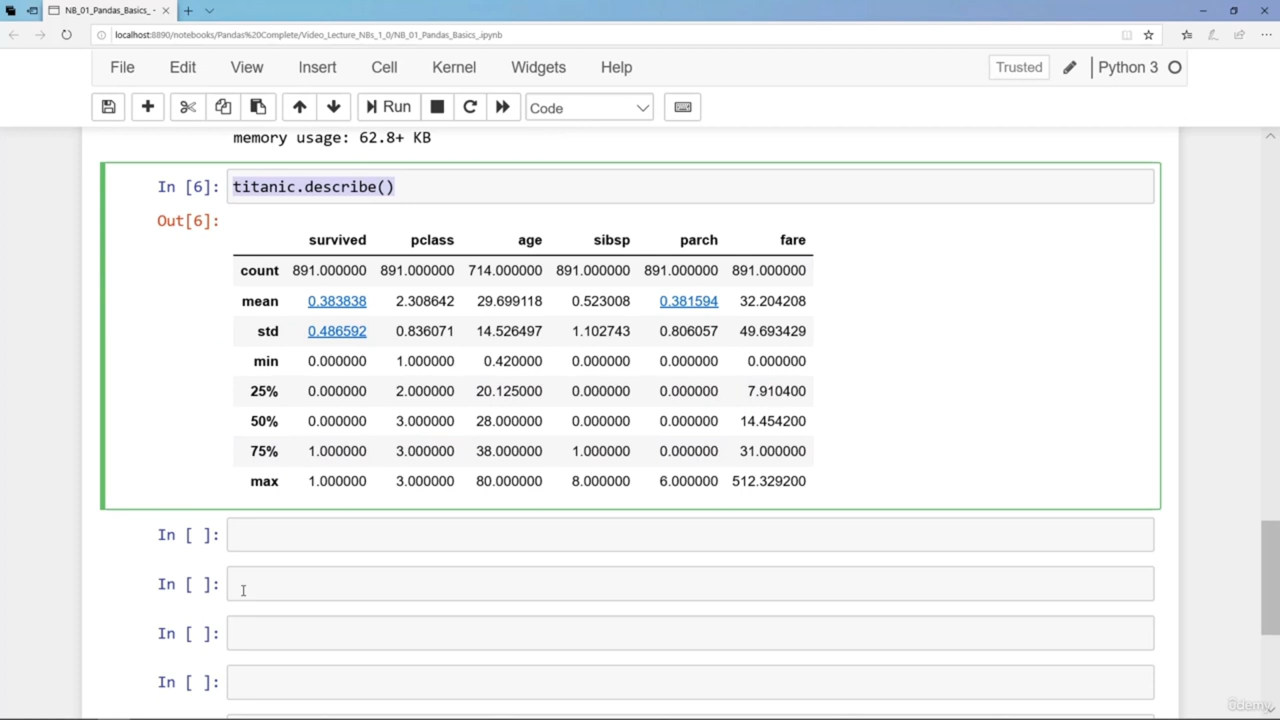 NB_01_Pandas_Basics_ -
localhost:8890/notebooks/Pandas%20Complete/Video_Lecture_NBs_1_0/NB_01_Pandas_Basics_.ipynb
File Edit View Insert Cell Kernel Widgets Help Trusted Python 3
Run Code
memory usage: 62.8+ KB
In [6]: titanic.describe()
Out[6]:
survived pclass age sibsp parch fare
count 891.000000 891.000000 714.000000 891.000000 891.000000 891.000000
mean 0.383838 2.308642 29.699118 0.523008 0.381594 32.204208
std 0.486592 0.836071 14.526497 1.102743 0.806057 49.693429
min 0.000000 1.000000 0.420000 0.000000 0.000000 0.000000
25% 0.000000 2.000000 20.125000 0.000000 0.000000 7.910400
50% 0.000000 3.000000 28.000000 0.000000 0.000000 14.454200
75% 1.000000 3.000000 38.000000 1.000000 0.000000 31.000000
max 1.000000 3.000000 80.000000 8.000000 6.000000 512.329200
In [ ]:
In [ ]:
In [ ]:
In [ ]:
ûdemy